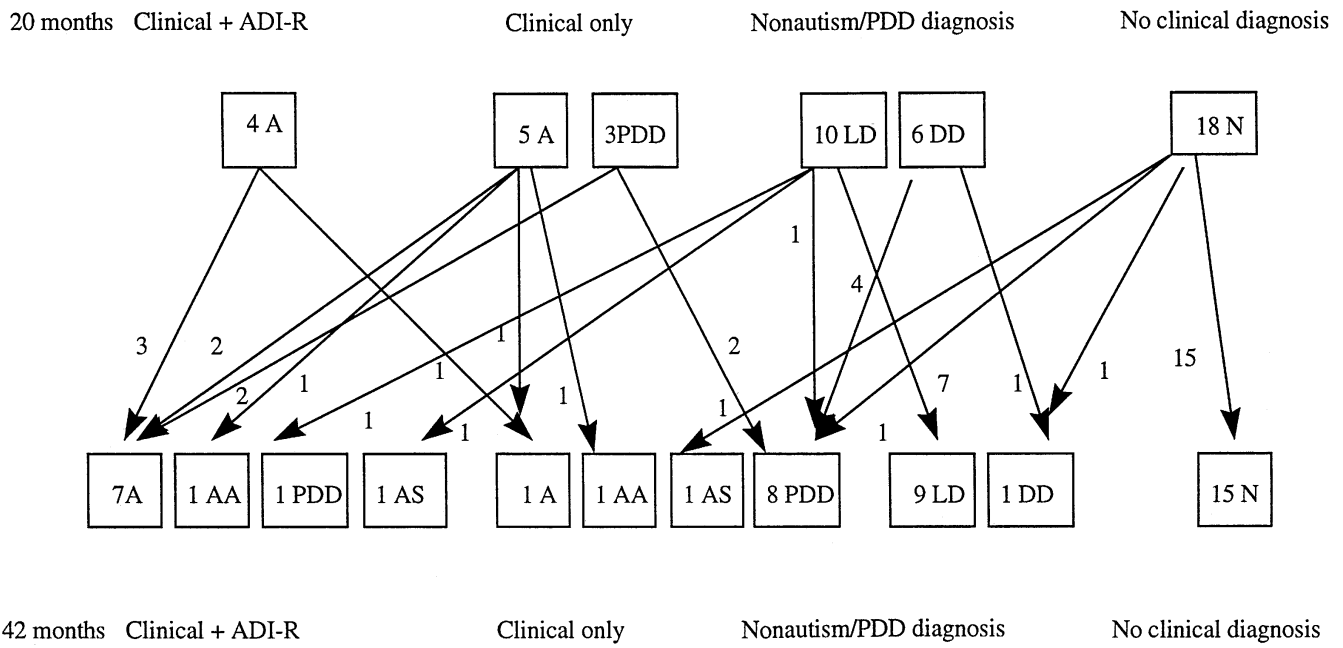 20 months Clinical + ADI-R Clinical only Nonautism/PDD diagnosis No clinical diagnosis
4 A 5 A 3PDD 10 LD 6 DD 18 N
1
4
3 2 1 2 1 15
2 1 1 1 7 1
1 1 1 1
7A 1 AA 1 PDD 1 AS 1 A 1 AA 1 AS 8 PDD 9 LD 1 DD 15 N
42 months Clinical + ADI-R Clinical only Nonautism/PDD diagnosis No clinical diagnosis